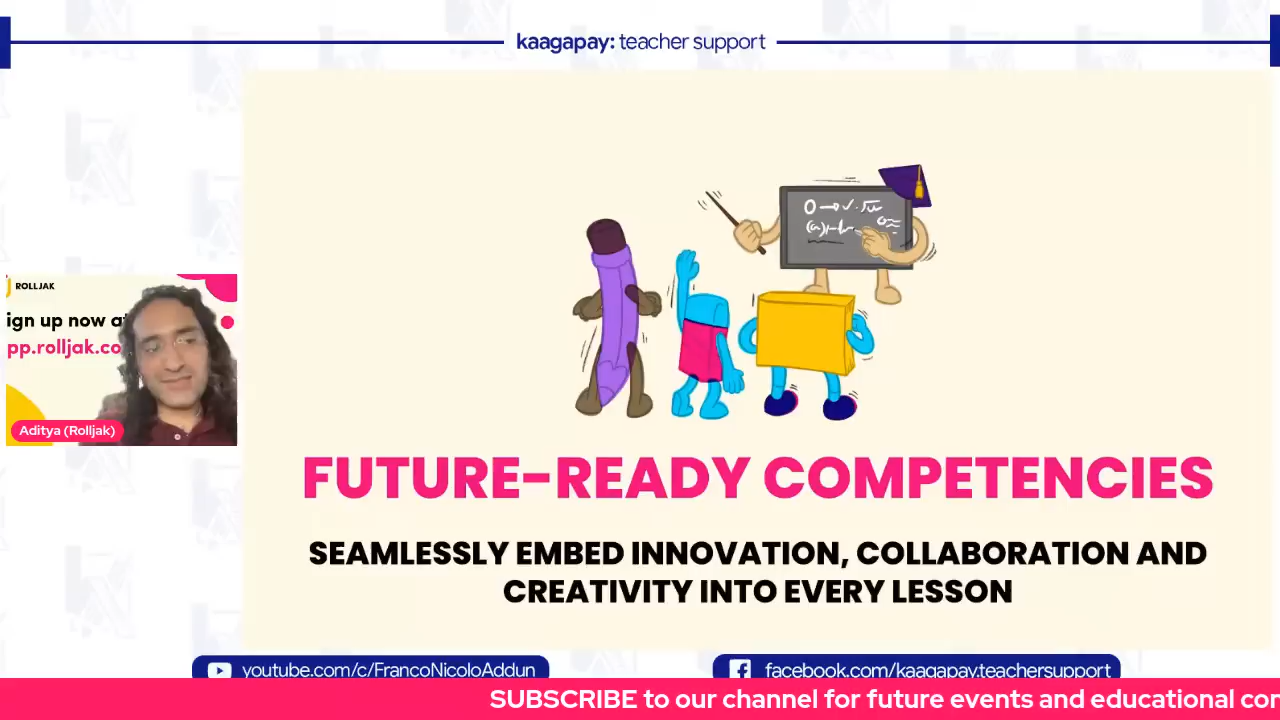 kaagapay: teacher support
ROLLJAK
ign up now a
pp.rolljak.co
Aditya (Rolljak)
FUTURE-READY COMPETENCIES
SEAMLESSLY EMBED INNOVATION, COLLABORATION AND
CREATIVITY INTO EVERY LESSON
youtube.com/c/FrancoNicoloAddun
facebook.com/kaagapay.teachersupport
SUBSCRIBE to our channel for future events and educational con